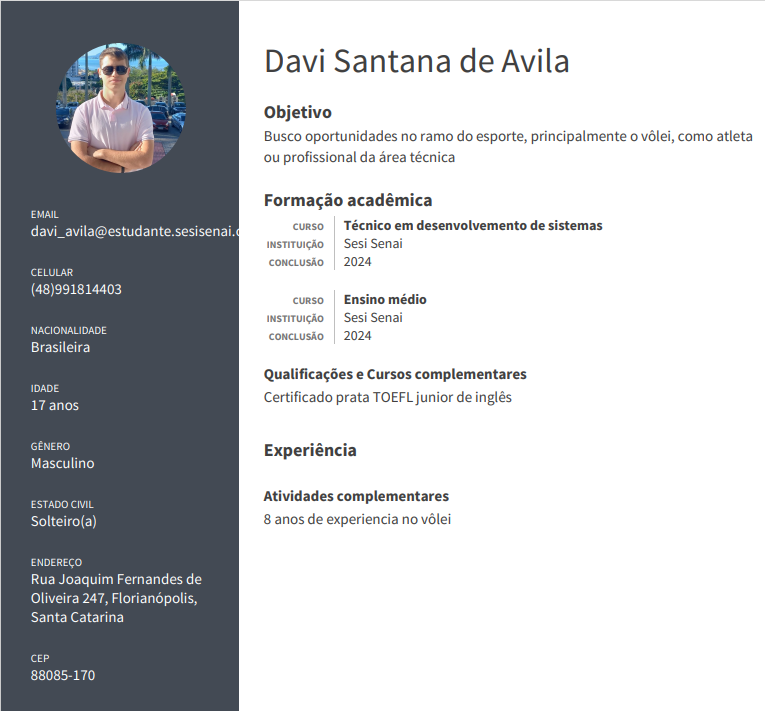 EMAIL
davi_avila@estudante.sesisenai.
CELULAR
(48)991814403
NACIONALIDADE
Brasileira
IDADE
17 anos
GÊNERO
Masculino
ESTADO CIVIL
Solteiro(a)
ENDEREÇO
Rua Joaquim Fernandes de
Oliveira 247, Florianópolis,
Santa Catarina
CEP
88085-170
Davi Santana de Avila
Objetivo
Busco oportunidades no ramo do esporte, principalmente o vôlei, como atleta
ou profissional da área técnica
Formação acadêmica
CURSO Técnico em desenvolvimento de sistemas
INSTITUIÇÃO Sesi Senai
CONCLUSÃO 2024
CURSO Ensino médio
INSTITUIÇÃO Sesi Senai
CONCLUSÃO 2024
Qualificações e Cursos complementares
Certificado prata TOEFL junior de inglês
Experiência
Atividades complementares
8 anos de experiencia no vôlei